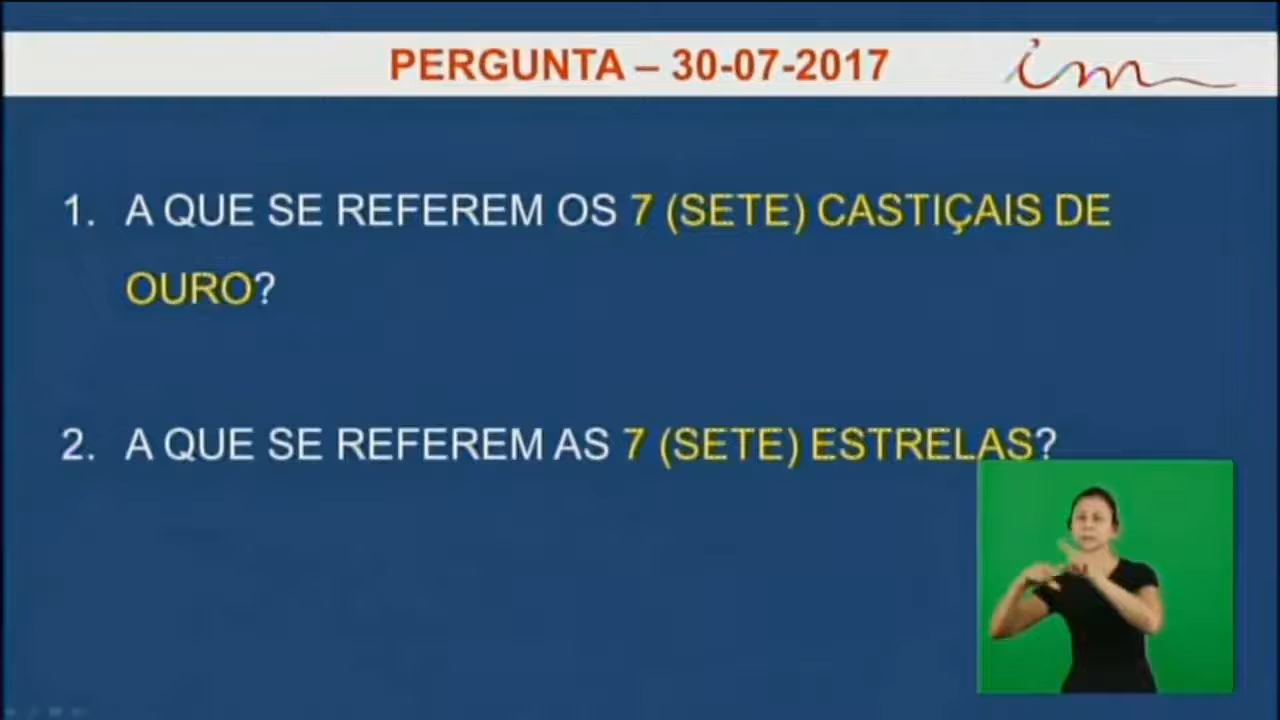 PERGUNTA – 30-07-2017
im
1. A QUE SE REFEREM OS 7 (SETE) CASTIÇAIS DE
OURO?
2. A QUE SE REFEREM AS 7 (SETE) ESTRELAS?